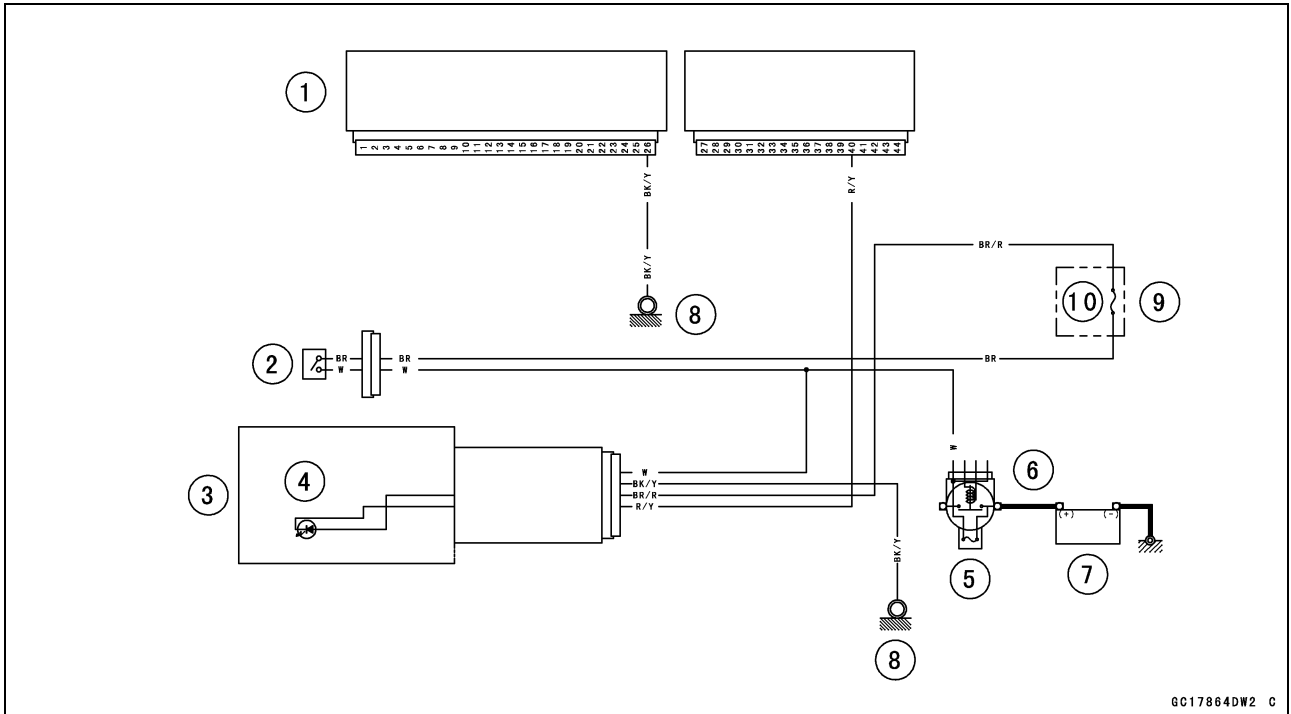 1
1 2 3 4 5 6 7 8 9 10 11 12 13 14 15 16 17 18 19 20 21 22 23 24 25 26
27 28 29 30 31 32 33 34 35 36 37 38 39 40 41 42 43 44
BK/Y
R/Y
BR/R
BK/Y
10
9
8
2
BR
BR
BR
W
W
W
4
3
W
BK/Y
BR/R
R/Y
6
(+)
(-)
BK/Y
5
7
8
GC17864DW2 C